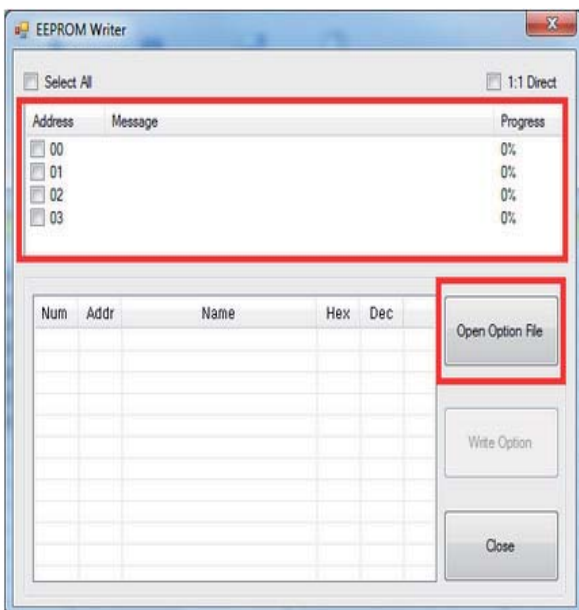 EEPROM Writer
Select All 1:1 Direct
Address Message Progress
00 0%
01 0%
02 0%
03 0%
Num Addr Name Hex Dec
Open Option File
Write Option
Close